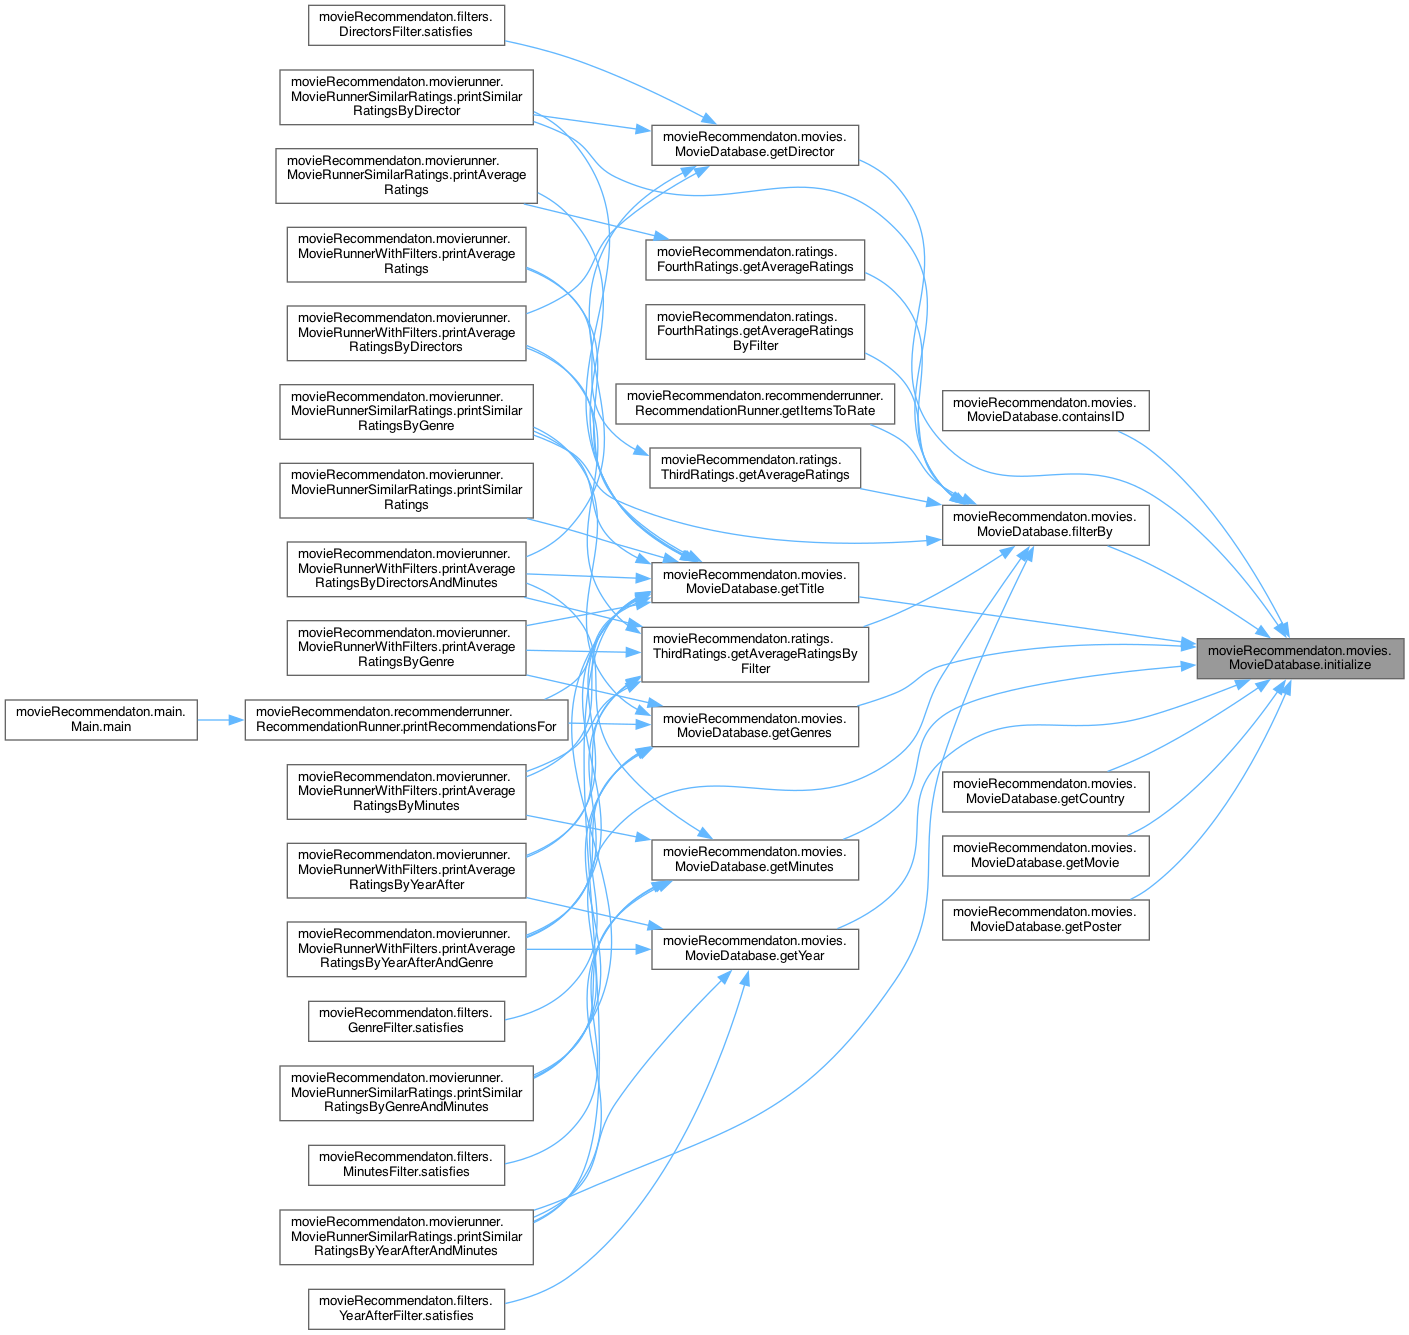 movieRecommendaton.filters.
DirectorsFilter.satisfies
movieRecommendaton.movierunner.
MovieRunnerSimilarRatings.printSimilar
RatingsByDirector
movieRecommendaton.movierunner.
MovieRunnerSimilarRatings.printAverage
Ratings
movieRecommendaton.movierunner.
MovieRunnerWithFilters.printAverage
Ratings
movieRecommendaton.movierunner.
MovieRunnerWithFilters.printAverage
RatingsByDirectors
movieRecommendaton.movierunner.
MovieRunnerSimilarRatings.printSimilar
RatingsByGenre
movieRecommendaton.movierunner.
MovieRunnerSimilarRatings.printSimilar
Ratings
movieRecommendaton.movierunner.
MovieRunnerWithFilters.printAverage
RatingsByDirectorsAndMinutes
movieRecommendaton.movierunner.
MovieRunnerWithFilters.printAverage
RatingsByGenre
movieRecommendaton.main.
Main.main
movieRecommendaton.recommenderrunner.
RecommendationRunner.printRecommendationsFor
movieRecommendaton.movierunner.
MovieRunnerWithFilters.printAverage
RatingsByMinutes
movieRecommendaton.movierunner.
MovieRunnerWithFilters.printAverage
RatingsByYearAfter
movieRecommendaton.movierunner.
MovieRunnerWithFilters.printAverage
RatingsByYearAfterAndGenre
movieRecommendaton.filters.
GenreFilter.satisfies
movieRecommendaton.movierunner.
MovieRunnerSimilarRatings.printSimilar
RatingsByGenreAndMinutes
movieRecommendaton.filters.
MinutesFilter.satisfies
movieRecommendaton.movierunner.
MovieRunnerSimilarRatings.printSimilar
RatingsByYearAfterAndMinutes
movieRecommendaton.filters.
YearAfterFilter.satisfies
movieRecommendaton.movies.
MovieDatabase.getDirector
movieRecommendaton.ratings.
FourthRatings.getAverageRatings
movieRecommendaton.ratings.
FourthRatings.getAverageRatings
ByFilter
movieRecommendaton.recommenderrunner.
RecommendationRunner.getItemsToRate
movieRecommendaton.ratings.
ThirdRatings.getAverageRatings
movieRecommendaton.movies.
MovieDatabase.getTitle
movieRecommendaton.ratings.
ThirdRatings.getAverageRatingsBy
Filter
movieRecommendaton.movies.
MovieDatabase.getGenres
movieRecommendaton.movies.
MovieDatabase.getMinutes
movieRecommendaton.movies.
MovieDatabase.getYear
movieRecommendaton.movies.
MovieDatabase.containsID
movieRecommendaton.movies.
MovieDatabase.filterBy
movieRecommendaton.movies.
MovieDatabase.getCountry
movieRecommendaton.movies.
MovieDatabase.getMovie
movieRecommendaton.movies.
MovieDatabase.getPoster
movieRecommendaton.movies.
MovieDatabase.initialize